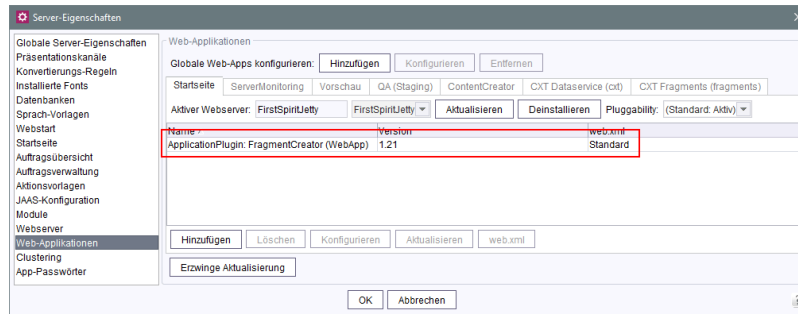 Server-Eigenschaften
Globale Server-Eigenschaften
Präsentationskanäle
Konvertierungs-Regeln
Installierte Fonts
Datenbanken
Sprach-Vorlagen
Webstart
Startseite
Auftragsübersicht
Auftragsverwaltung
Aktionsvorlagen
JAAS-Konfiguration
Module
Webserver
Web-Applikationen
Clustering
App-Passwörter
Web-Applikationen
Globale Web-Apps konfigurieren: Hinzufügen Konfigurieren Entfernen
Startseite ServerMonitoring Vorschau QA (Staging) ContentCreator CXT Dataservice (cxt) CXT Fragments (fragments)
Aktiver Webserver: FirstSpiritJetty FirstSpiritJetty Aktualisieren Deinstallieren Pluggability: (Standard: Aktiv)
Name Version web.xml
ApplicationPlugin: FragmentCreator (WebApp) 1.21 Standard
Hinzufügen Löschen Konfigurieren Aktualisieren web.xml
Erzwinge Aktualisierung
OK Abbrechen